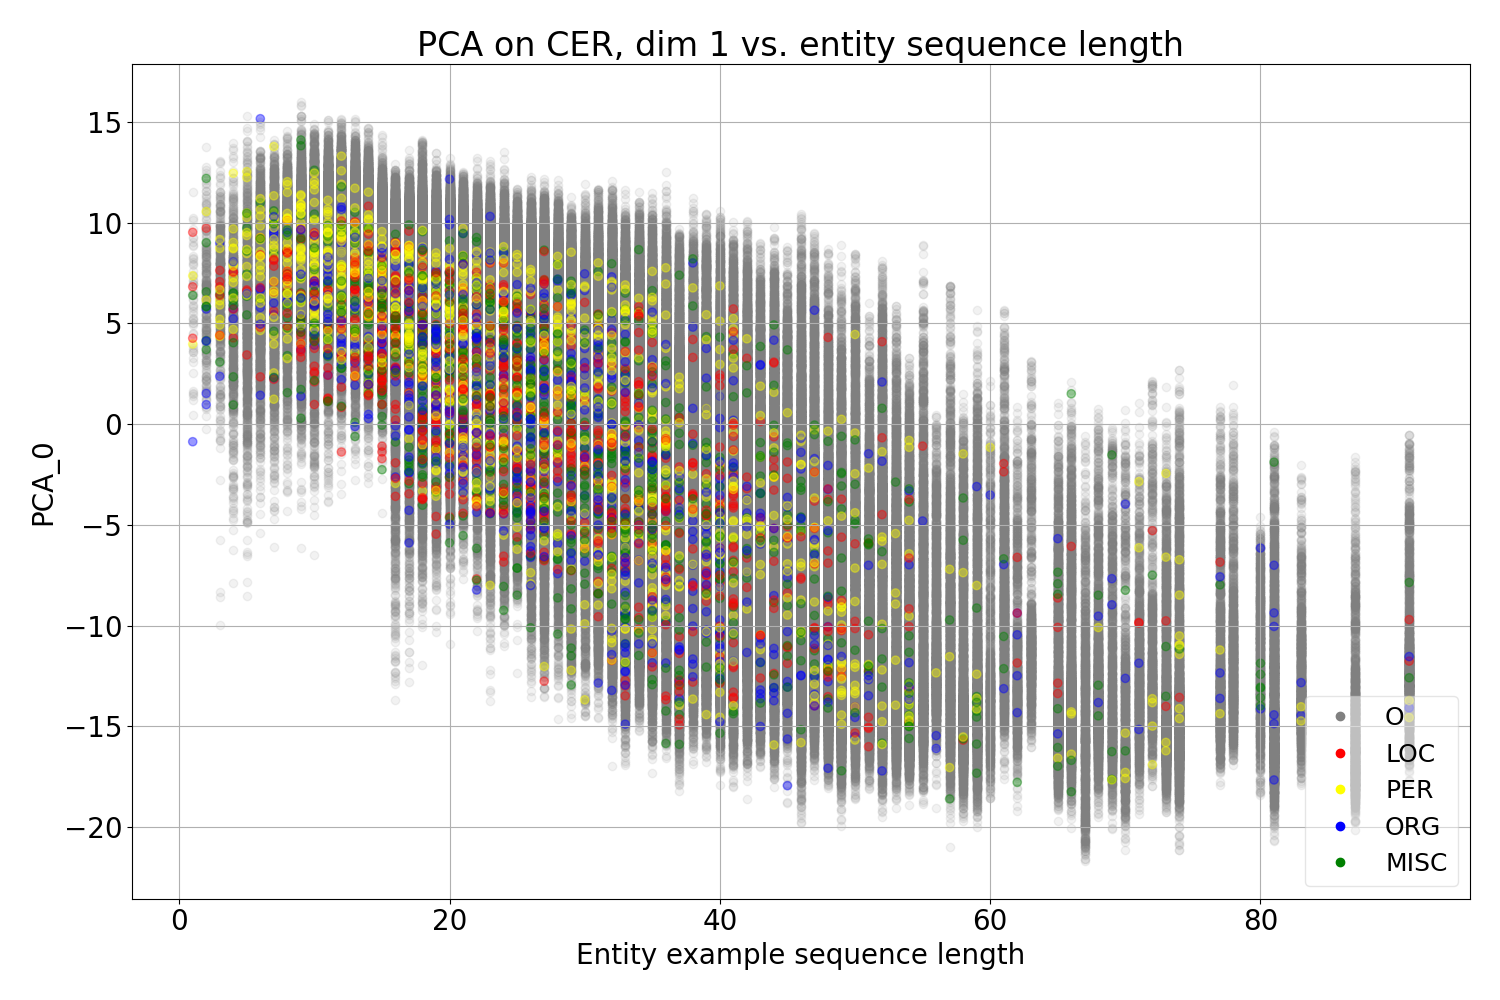 PCA on CER, dim 1 vs. entity sequence length
PCA_0
15
10
5
0
−5
−10
−15
−20
0 20 40 60 80
Entity example sequence length
O
LOC
PER
ORG
MISC